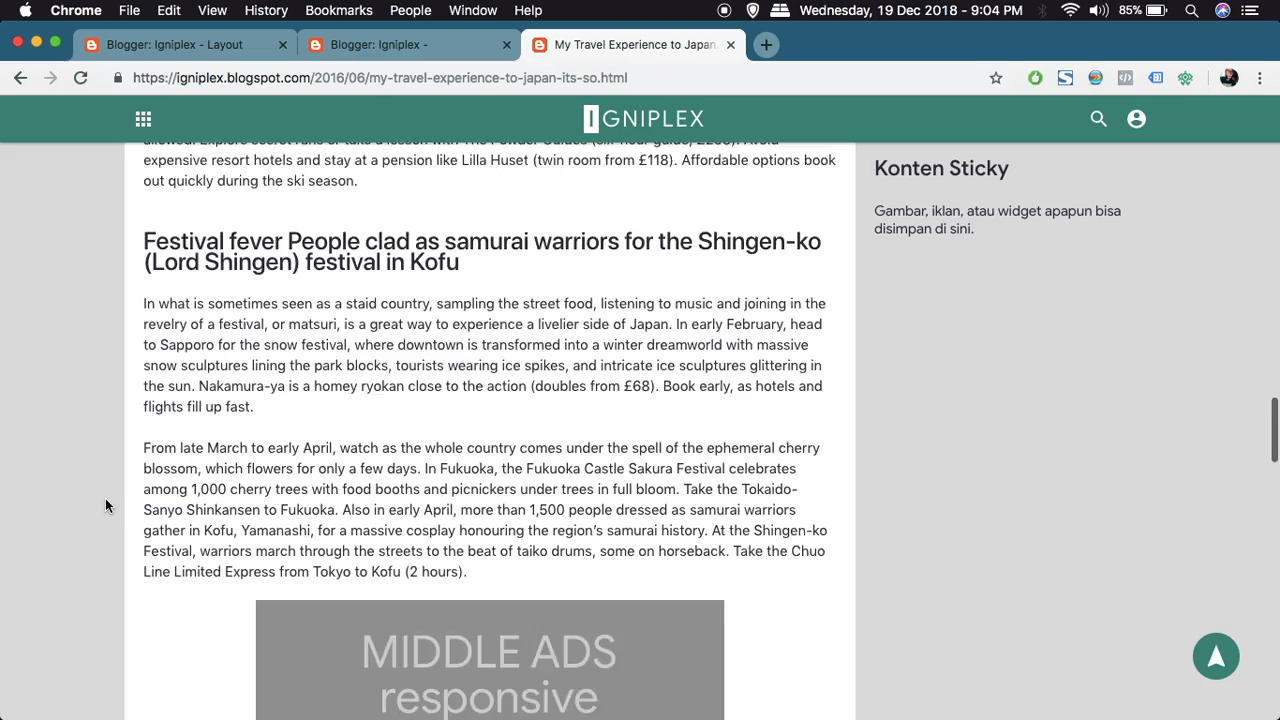 Chrome File Edit View History Bookmarks People Window Help 85% Wednesday, 19 Dec 2018 - 9:04 PM
Blogger: Igniplex - Layout
Blogger: Igniplex -
My Travel Experience to Japan.
https://igniplex.blogspot.com/2016/06/my-travel-experience-to-japan-its-so.html
IGNIPLEX
expensive resort hotels and stay at a pension like Lilla Huset (twin room from £118). Affordable options book
out quickly during the ski season.
Festival fever People clad as samurai warriors for the Shingen-ko
(Lord Shingen) festival in Kofu
In what is sometimes seen as a staid country, sampling the street food, listening to music and joining in the
revelry of a festival, or matsuri, is a great way to experience a livelier side of Japan. In early February, head
to Sapporo for the snow festival, where downtown is transformed into a winter dreamworld with massive
snow sculptures lining the park blocks, tourists wearing ice spikes, and intricate ice sculptures glittering in
the sun. Nakamura-ya is a homey ryokan close to the action (doubles from £68). Book early, as hotels and
flights fill up fast.
From late March to early April, watch as the whole country comes under the spell of the ephemeral cherry
blossom, which flowers for only a few days. In Fukuoka, the Fukuoka Castle Sakura Festival celebrates
among 1,000 cherry trees with food booths and picnickers under trees in full bloom. Take the Tokaido-
Sanyo Shinkansen to Fukuoka. Also in early April, more than 1,500 people dressed as samurai warriors
gather in Kofu, Yamanashi, for a massive cosplay honouring the region's samurai history. At the Shingen-ko
Festival, warriors march through the streets to the beat of taiko drums, some on horseback. Take the Chuo
Line Limited Express from Tokyo to Kofu (2 hours).
MIDDLE ADS
responsive
Konten Sticky
Gambar, iklan, atau widget apapun bisa
disimpan di sini.